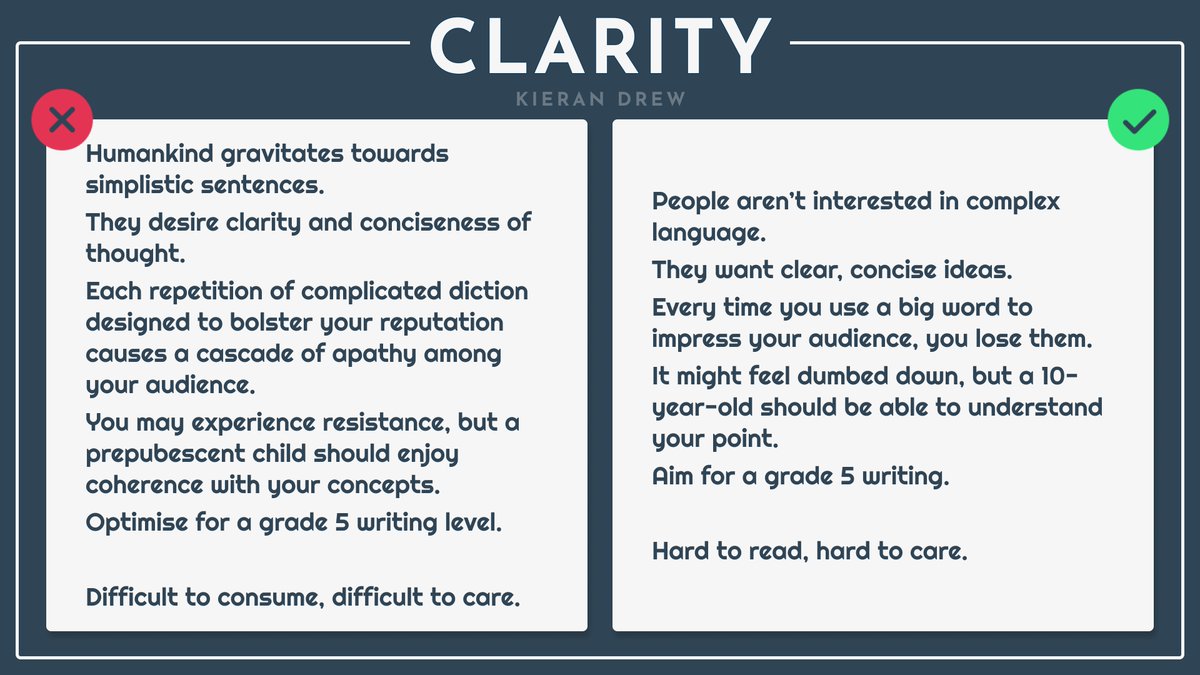 CLARITY
KIERAN DREW
Humankind gravitates towards
simplistic sentences.
They desire clarity and conciseness of
thought.
Each repetition of complicated diction
designed to bolster your reputation
causes a cascade of apathy among
your audience.
You may experience resistance, but a
prepubescent child should enjoy
coherence with your concepts.
Optimise for a grade 5 writing level.
Difficult to consume, difficult to care.
People aren't interested in complex
language.
They want clear, concise ideas.
Every time you use a big word to
impress your audience, you lose them.
It might feel dumbed down, but a 10-
year-old should be able to understand
your point.
Aim for a grade 5 writing.
Hard to read, hard to care.